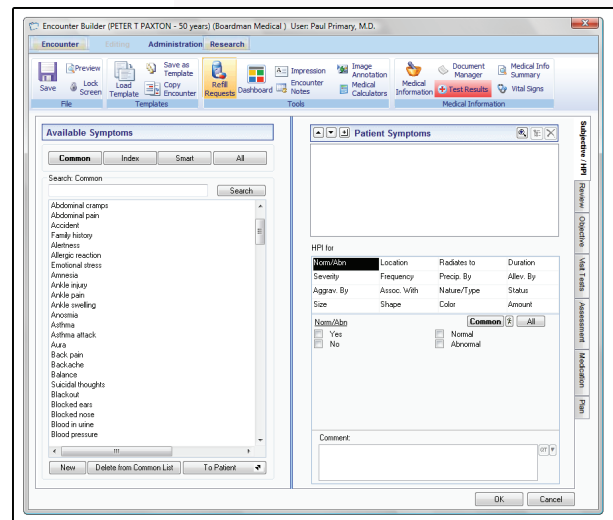 Encounter Builder (PETER T PAXTON - 50 years) (Boardman Medical ) User: Paul Primary, M.D.
Encounter Editing Administration Research
Save
Preview
Lock Screen
File
Load Template
Save as Template
Copy Encounter
Templates
Refill Requests
Dashboard
Impression
Encounter Notes
Image Annotation
Medical Calculators
Tools
Medical Information
Document Manager
Test Results
Medical Info Summary
Vital Signs
Medical Information
Available Symptoms
Common Index Smart All
Search: Common
Search
Abdominal cramps
Abdominal pain
Accident
Family history
Alertness
Allergic reaction
Emotional stress
Amnesia
Ankle injury
Ankle pain
Ankle swelling
Anosmia
Asthma
Asthma attack
Aura
Back pain
Backache
Balance
Suicidal thoughts
Blackout
Blocked ears
Blocked nose
Blood in urine
Blood pressure
New Delete from Common List To Patient
Patient Symptoms
HPI for
Norm/Abn Location Radiates to Duration
Severity Frequency Precip. By Allev. By
Aggrav. By Assoc. With Nature/Type Status
Size Shape Color Amount
Norm/Abn Common All
Yes Normal
No Abnormal
Comment:
Subjective / HPI
Review
Objective
Visit Tests
Assessment
Medication
Plan
OK Cancel